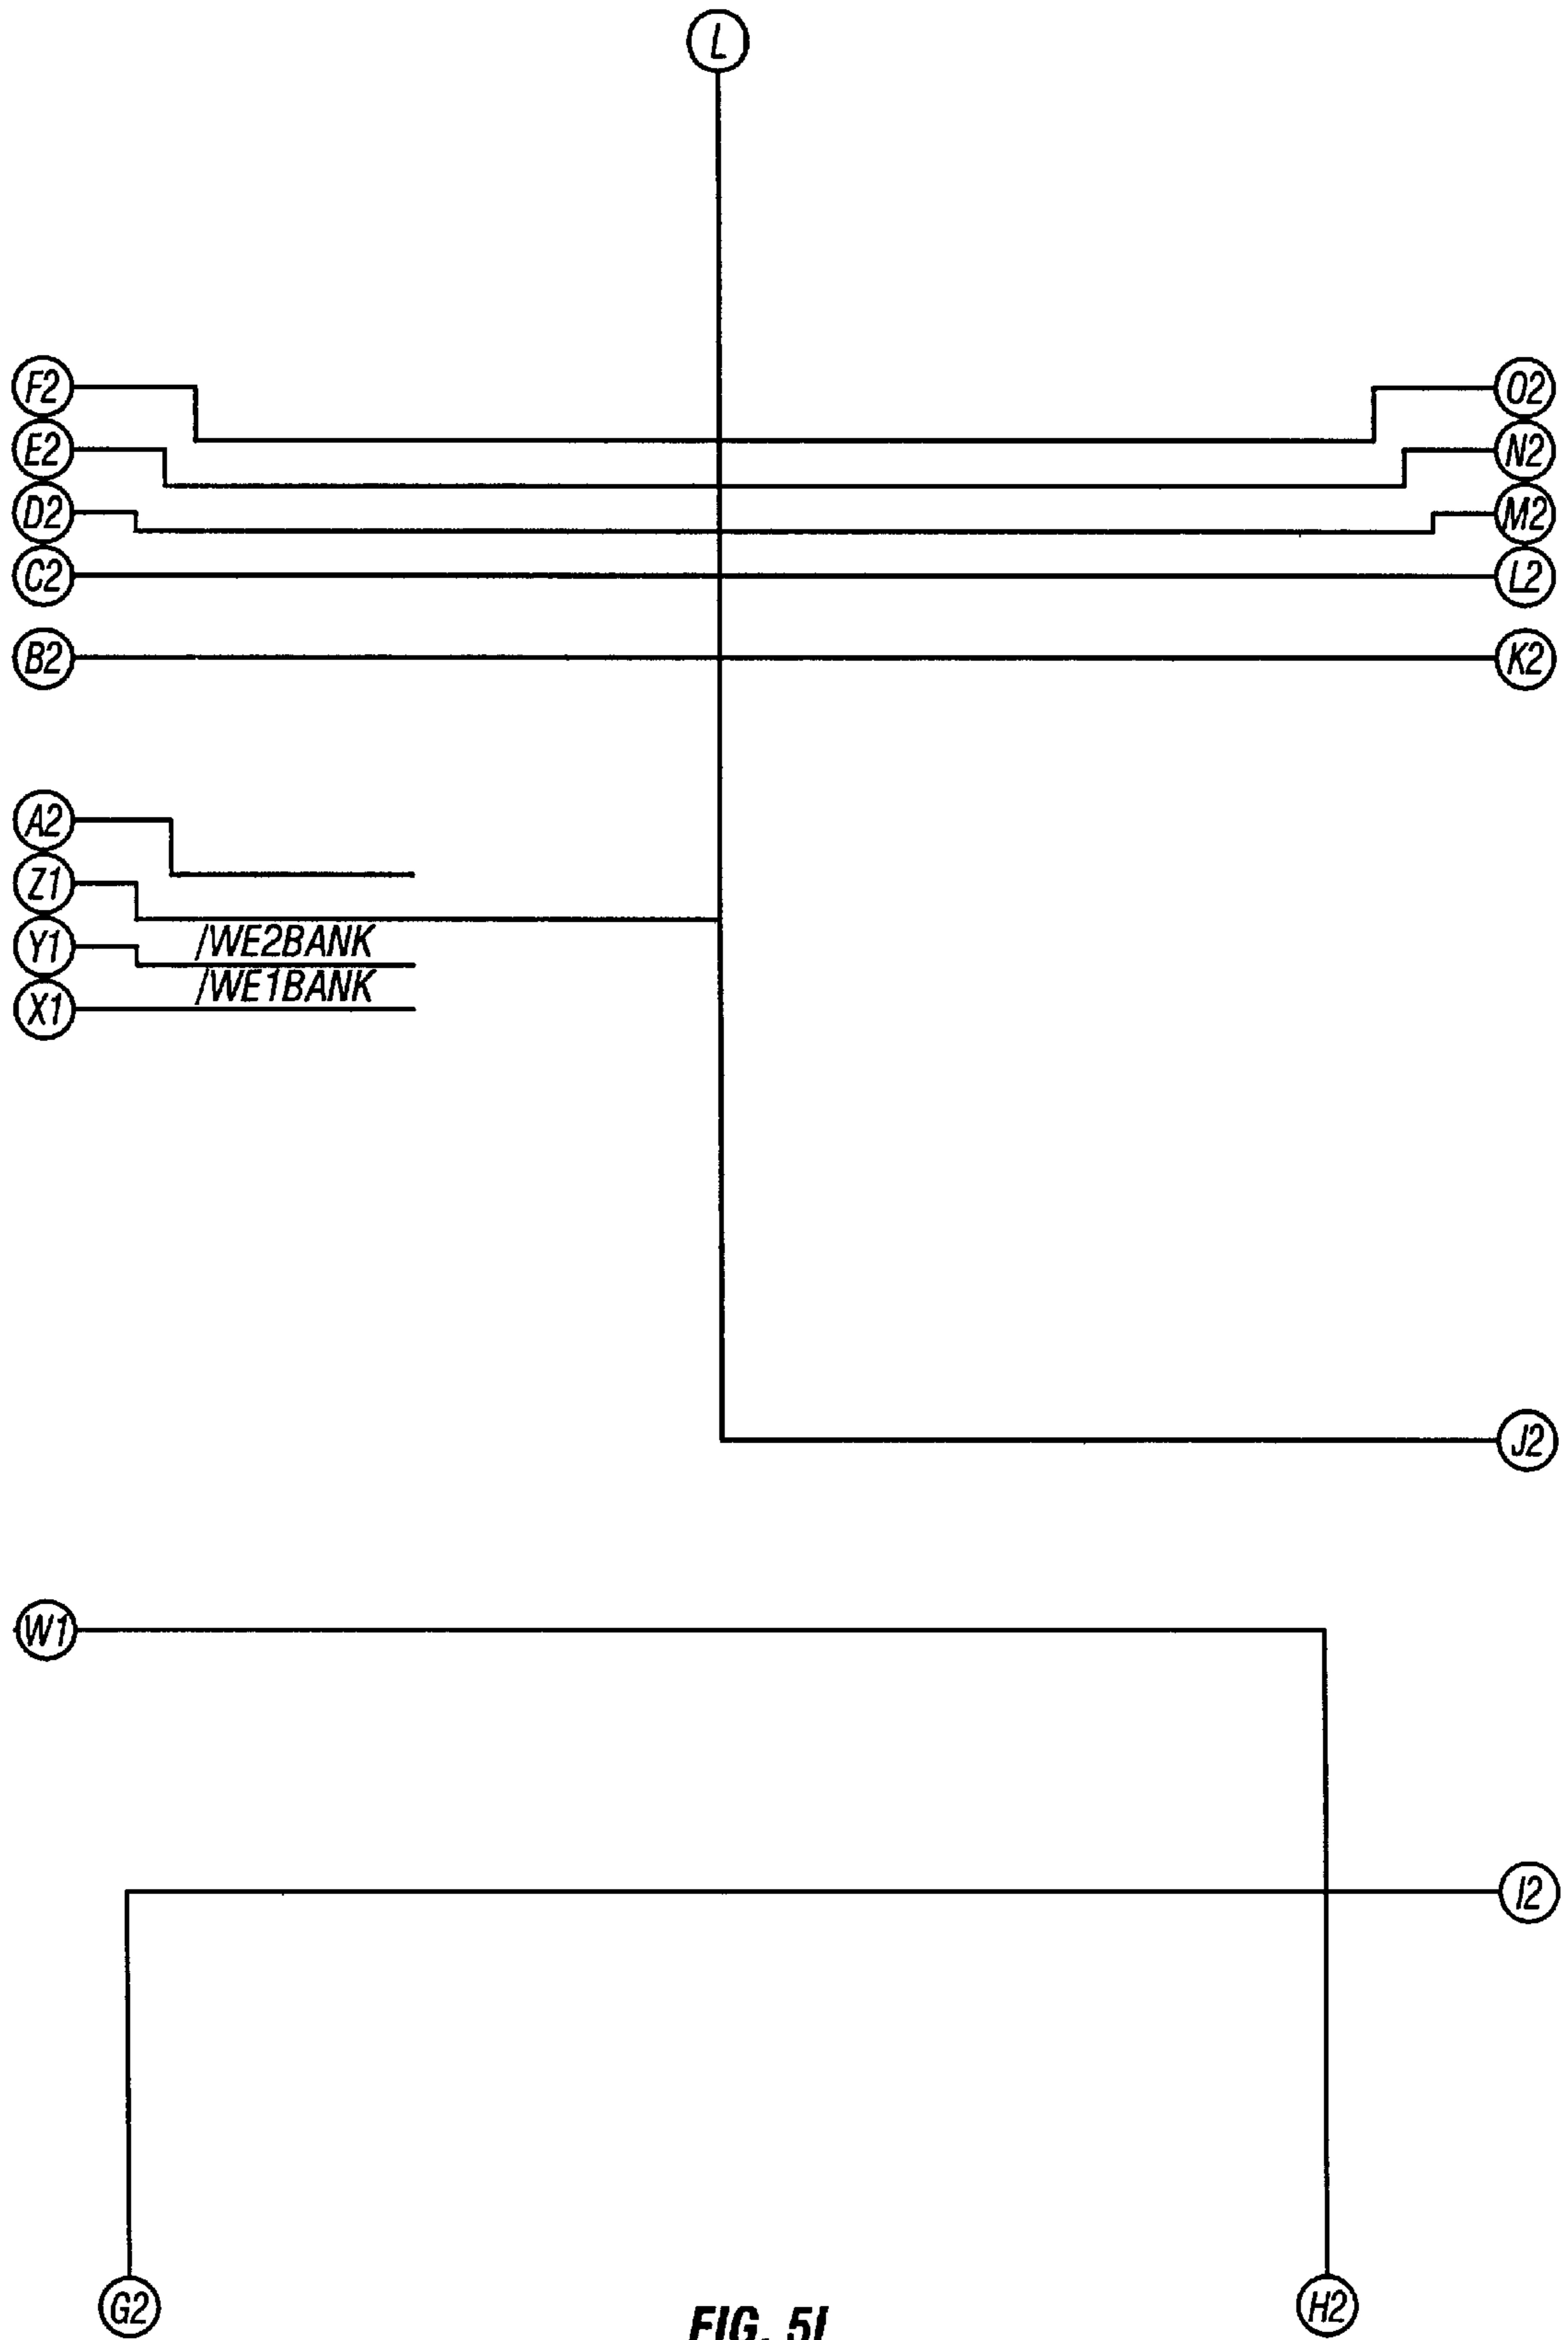 L
F2
O2
E2
N2
D2
M2
C2
L2
B2
K2
A2
Z1
Y1
/WE2BANK
/WE1BANK
X1
J2
W1
I2
G2
H2
FIG. 5I